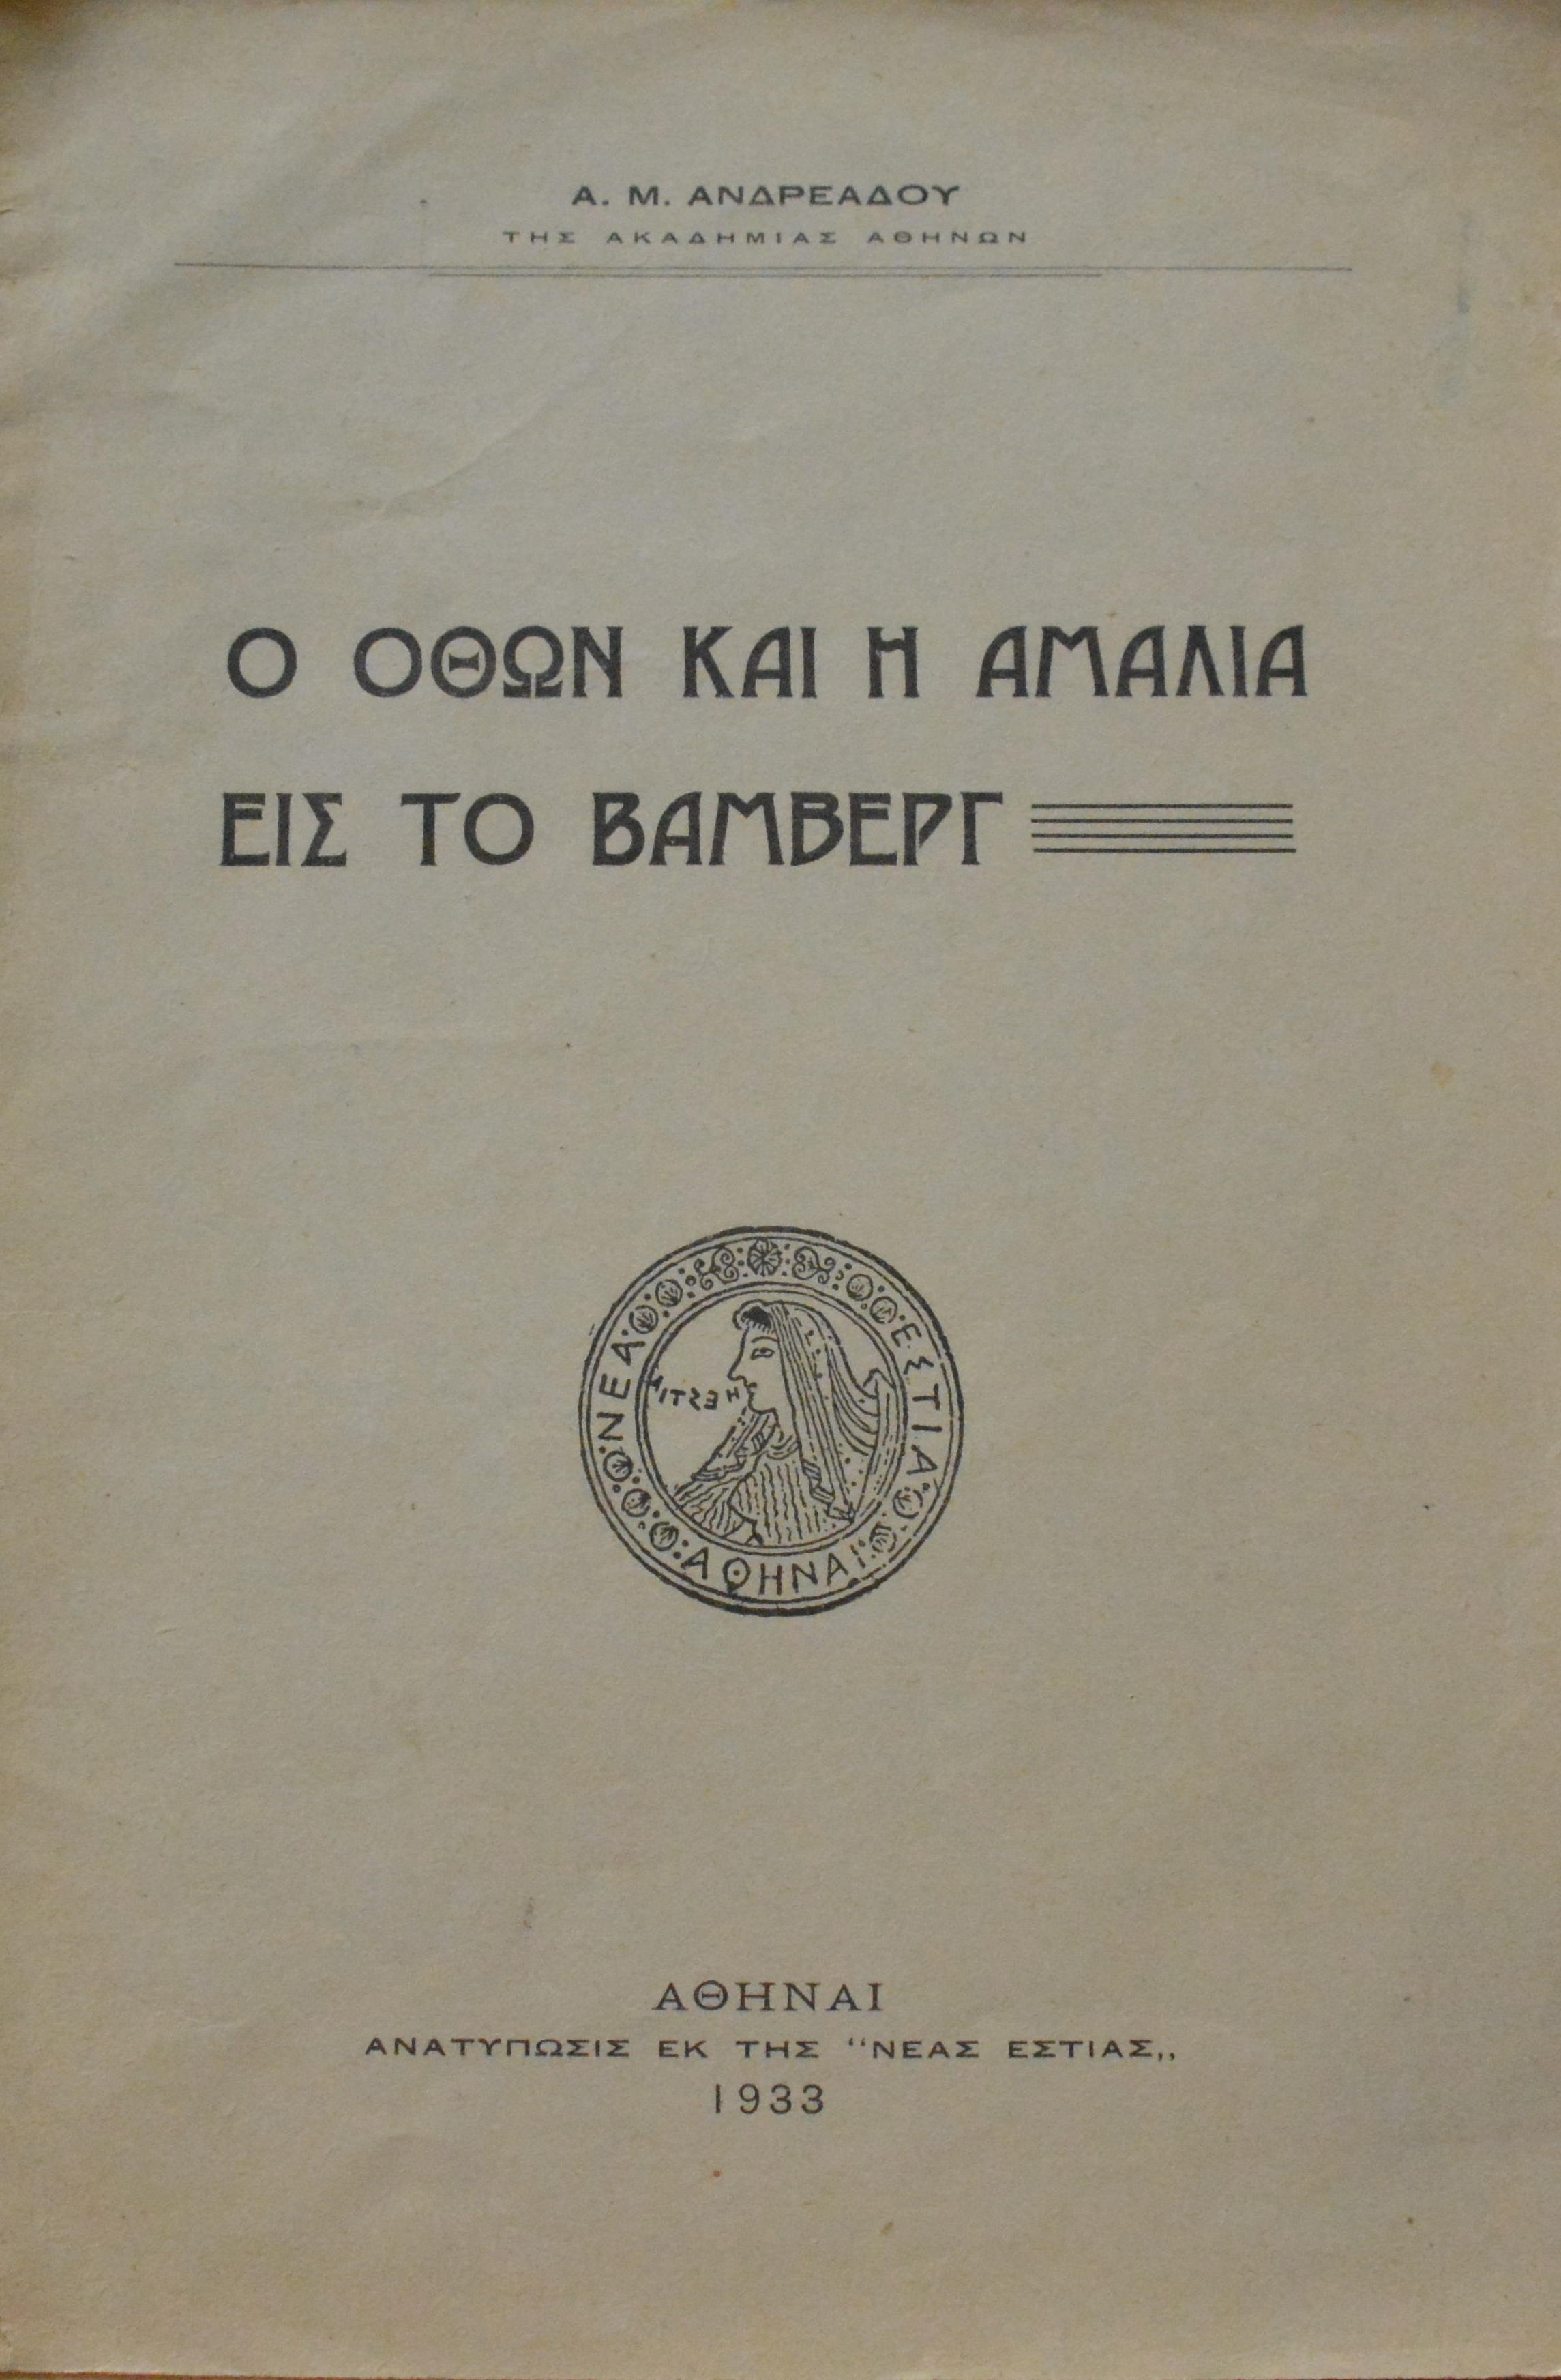 Α. Μ. ΑΝΔΡΕΑΔΟΥ
ΤΗΣ ΑΚΑΔΗΜΙΑΣ ΑΘΗΝΩΝ
Ο ΟΘΩΝ ΚΑΙ Η ΑΜΑΛΙΑ
ΕΙΣ ΤΟ ΒΑΜΒΕΡΓ
ΝΕΑ ΕΣΤΙΑ
ΑΘΗΝΑΙ
ΑΘΗΝΑΙ
ΑΝΑΤΥΠΩΣΙΣ ΕΚ ΤΗΣ “ΝΕΑΣ ΕΣΤΙΑΣ„
1933